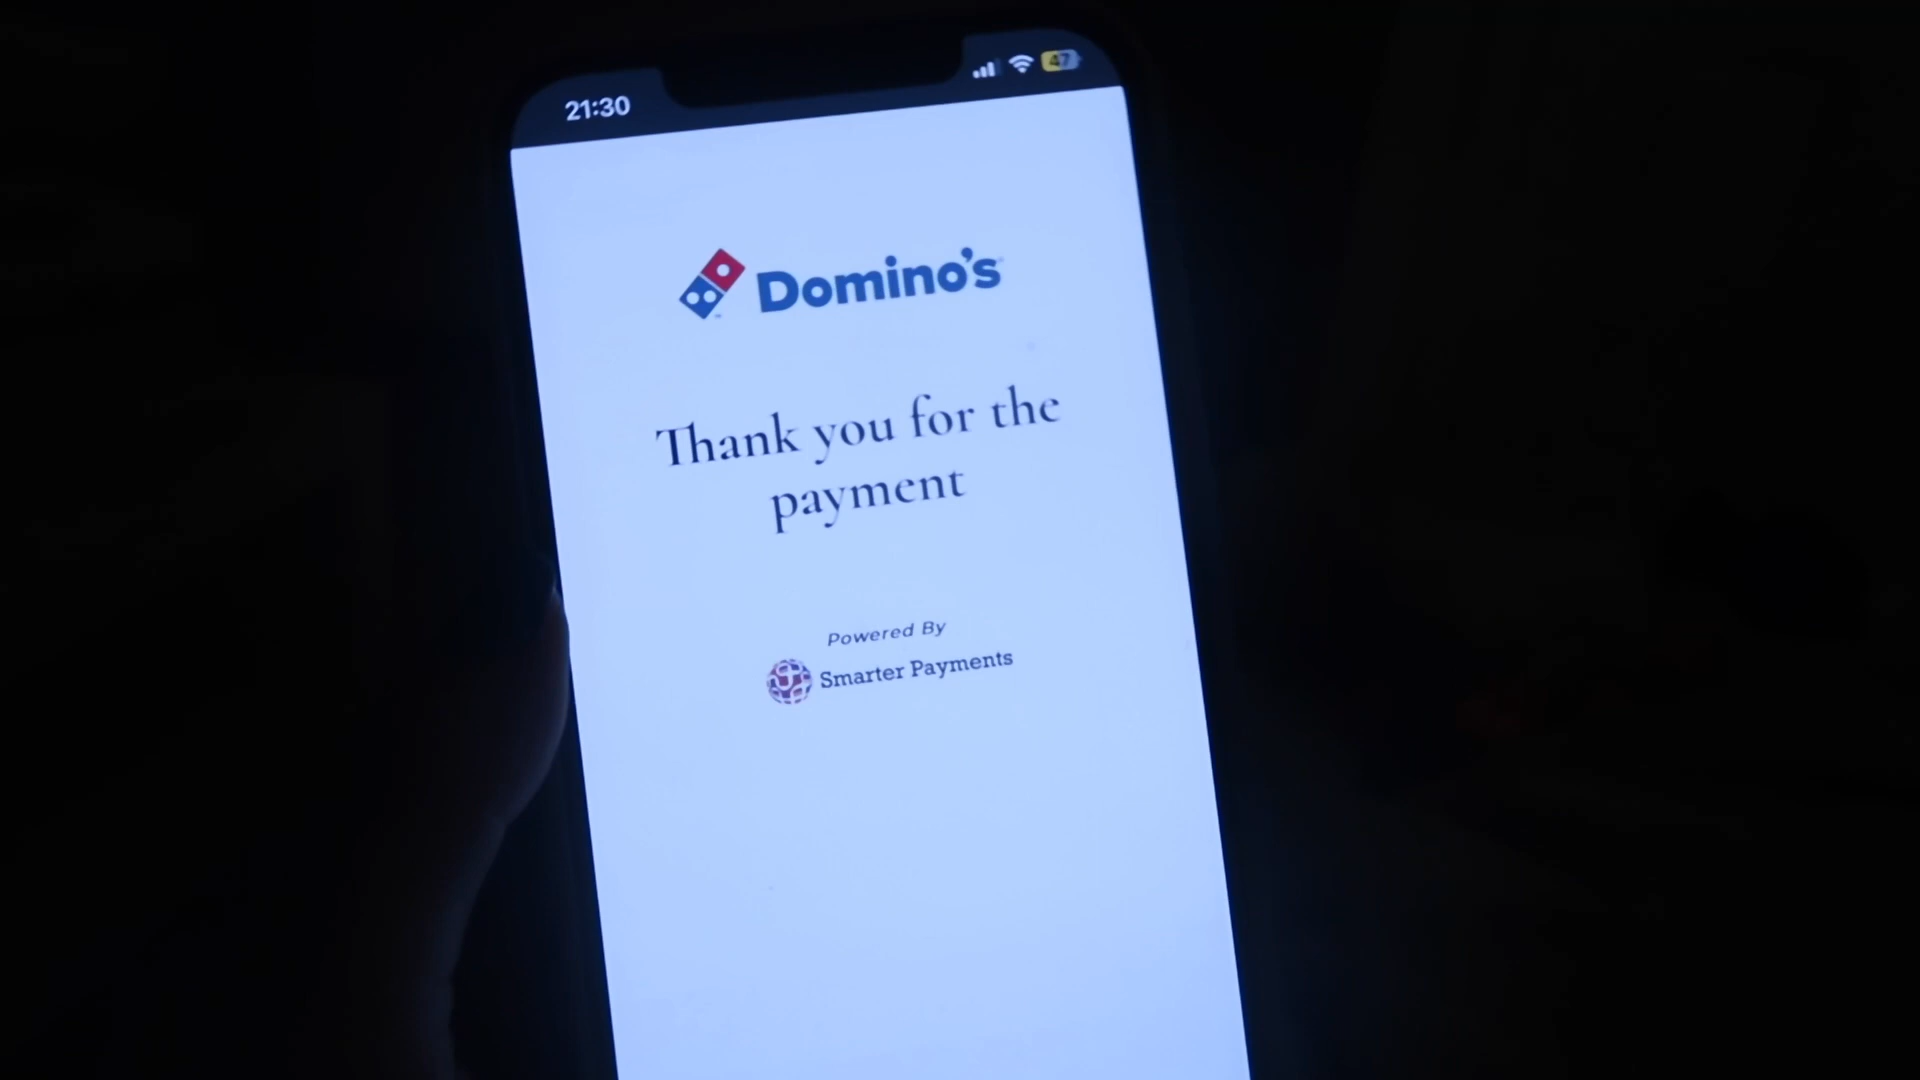 21:30
47
Domino's
Thank you for the
payment
Powered By
Smarter Payments